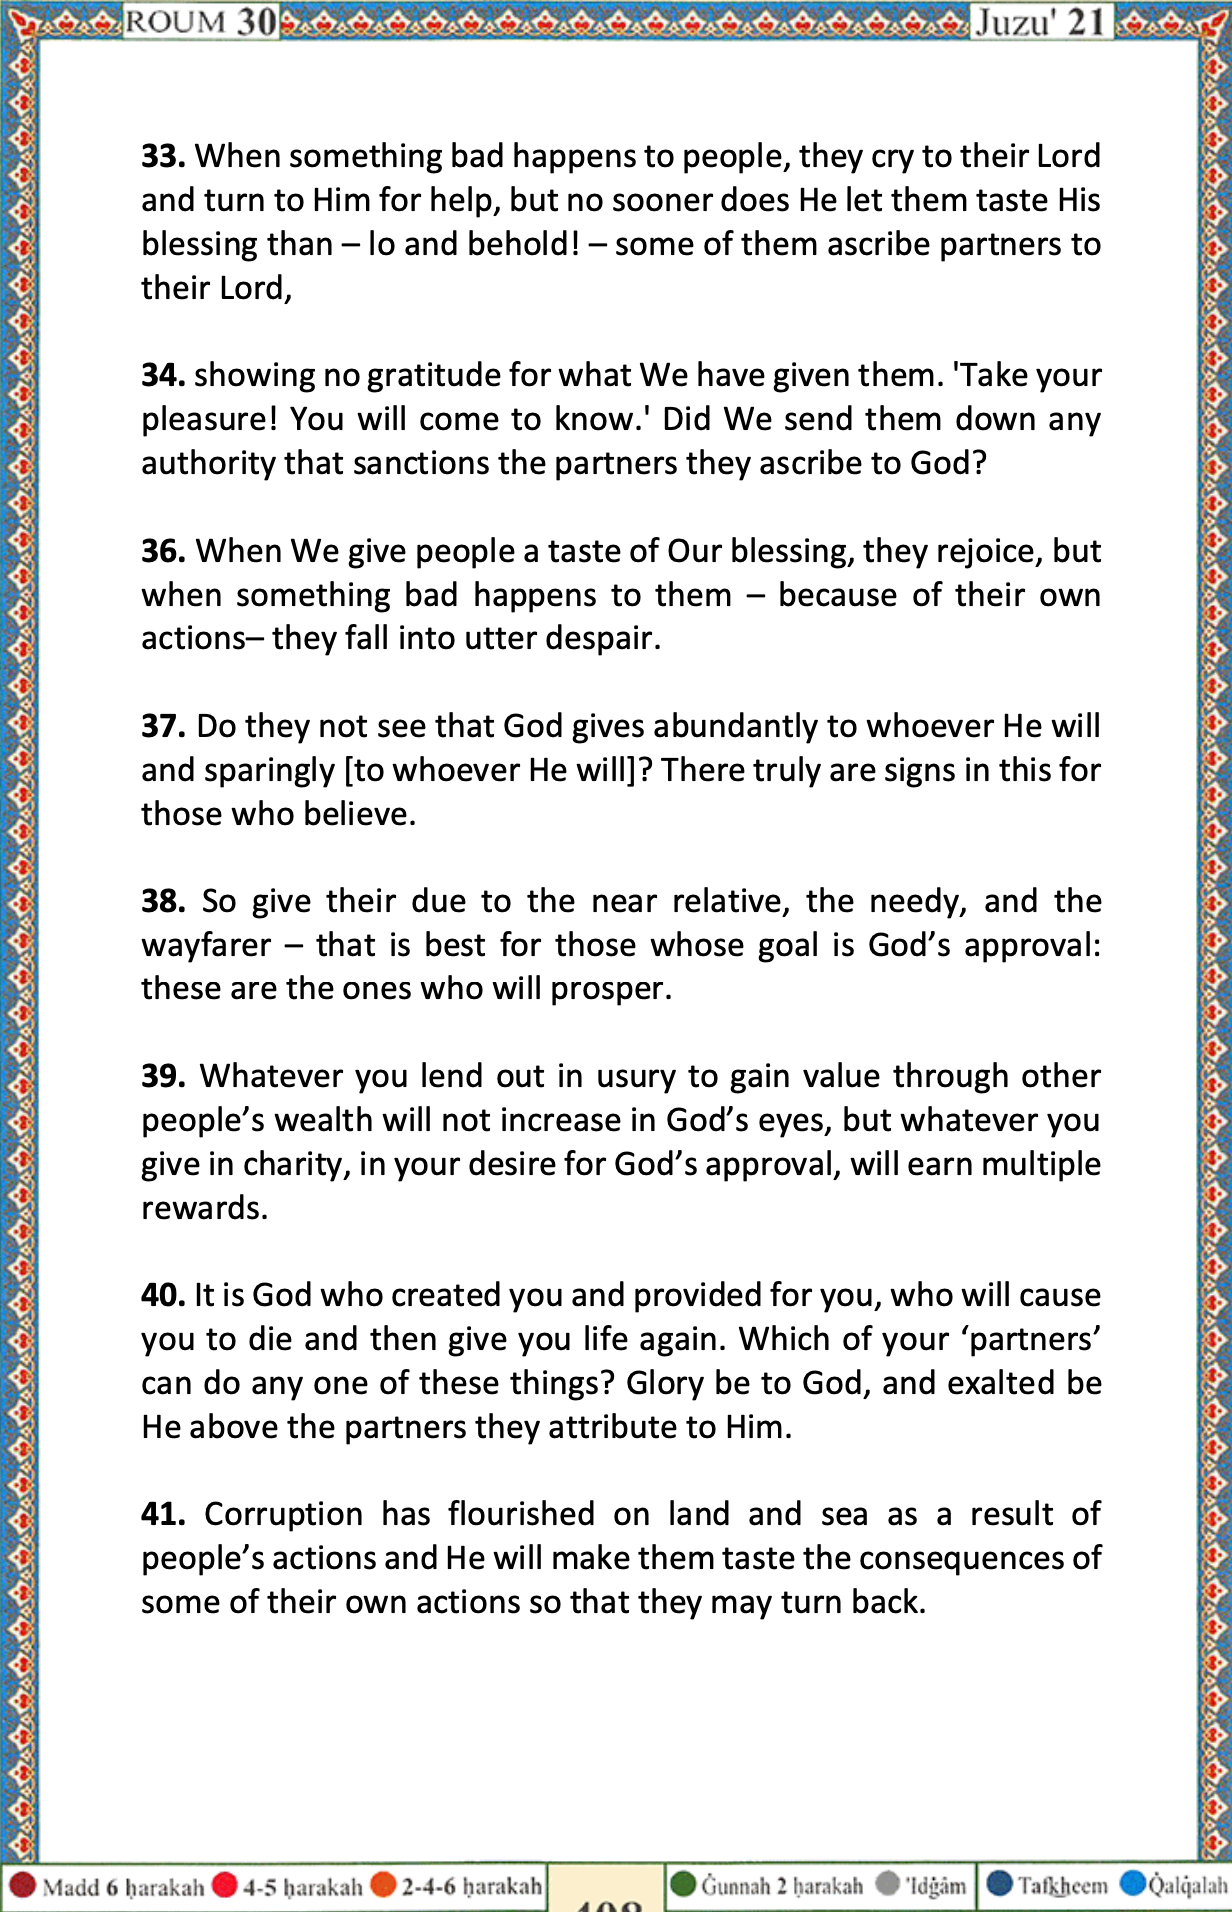 ROUM 30
Juzu' 21
33. When something bad happens to people, they cry to their Lord
and turn to Him for help, but no sooner does He let them taste His
blessing than – lo and behold! – some of them ascribe partners to
their Lord,
34. showing no gratitude for what We have given them. 'Take your
pleasure! You will come to know.' Did We send them down any
authority that sanctions the partners they ascribe to God?
36. When We give people a taste of Our blessing, they rejoice, but
when something bad happens to them – because of their own
actions– they fall into utter despair.
37. Do they not see that God gives abundantly to whoever He will
and sparingly [to whoever He will]? There truly are signs in this for
those who believe.
38. So give their due to the near relative, the needy, and the
wayfarer – that is best for those whose goal is God’s approval:
these are the ones who will prosper.
39. Whatever you lend out in usury to gain value through other
people’s wealth will not increase in God’s eyes, but whatever you
give in charity, in your desire for God’s approval, will earn multiple
rewards.
40. It is God who created you and provided for you, who will cause
you to die and then give you life again. Which of your ‘partners’
can do any one of these things? Glory be to God, and exalted be
He above the partners they attribute to Him.
41. Corruption has flourished on land and sea as a result of
people’s actions and He will make them taste the consequences of
some of their own actions so that they may turn back.
Madd 6 ḥarakah 4-5 ḥarakah 2-4-6 ḥarakah
Ġunnah 2 ḥarakah 'Idġâm
Tafkheem Qalqalah